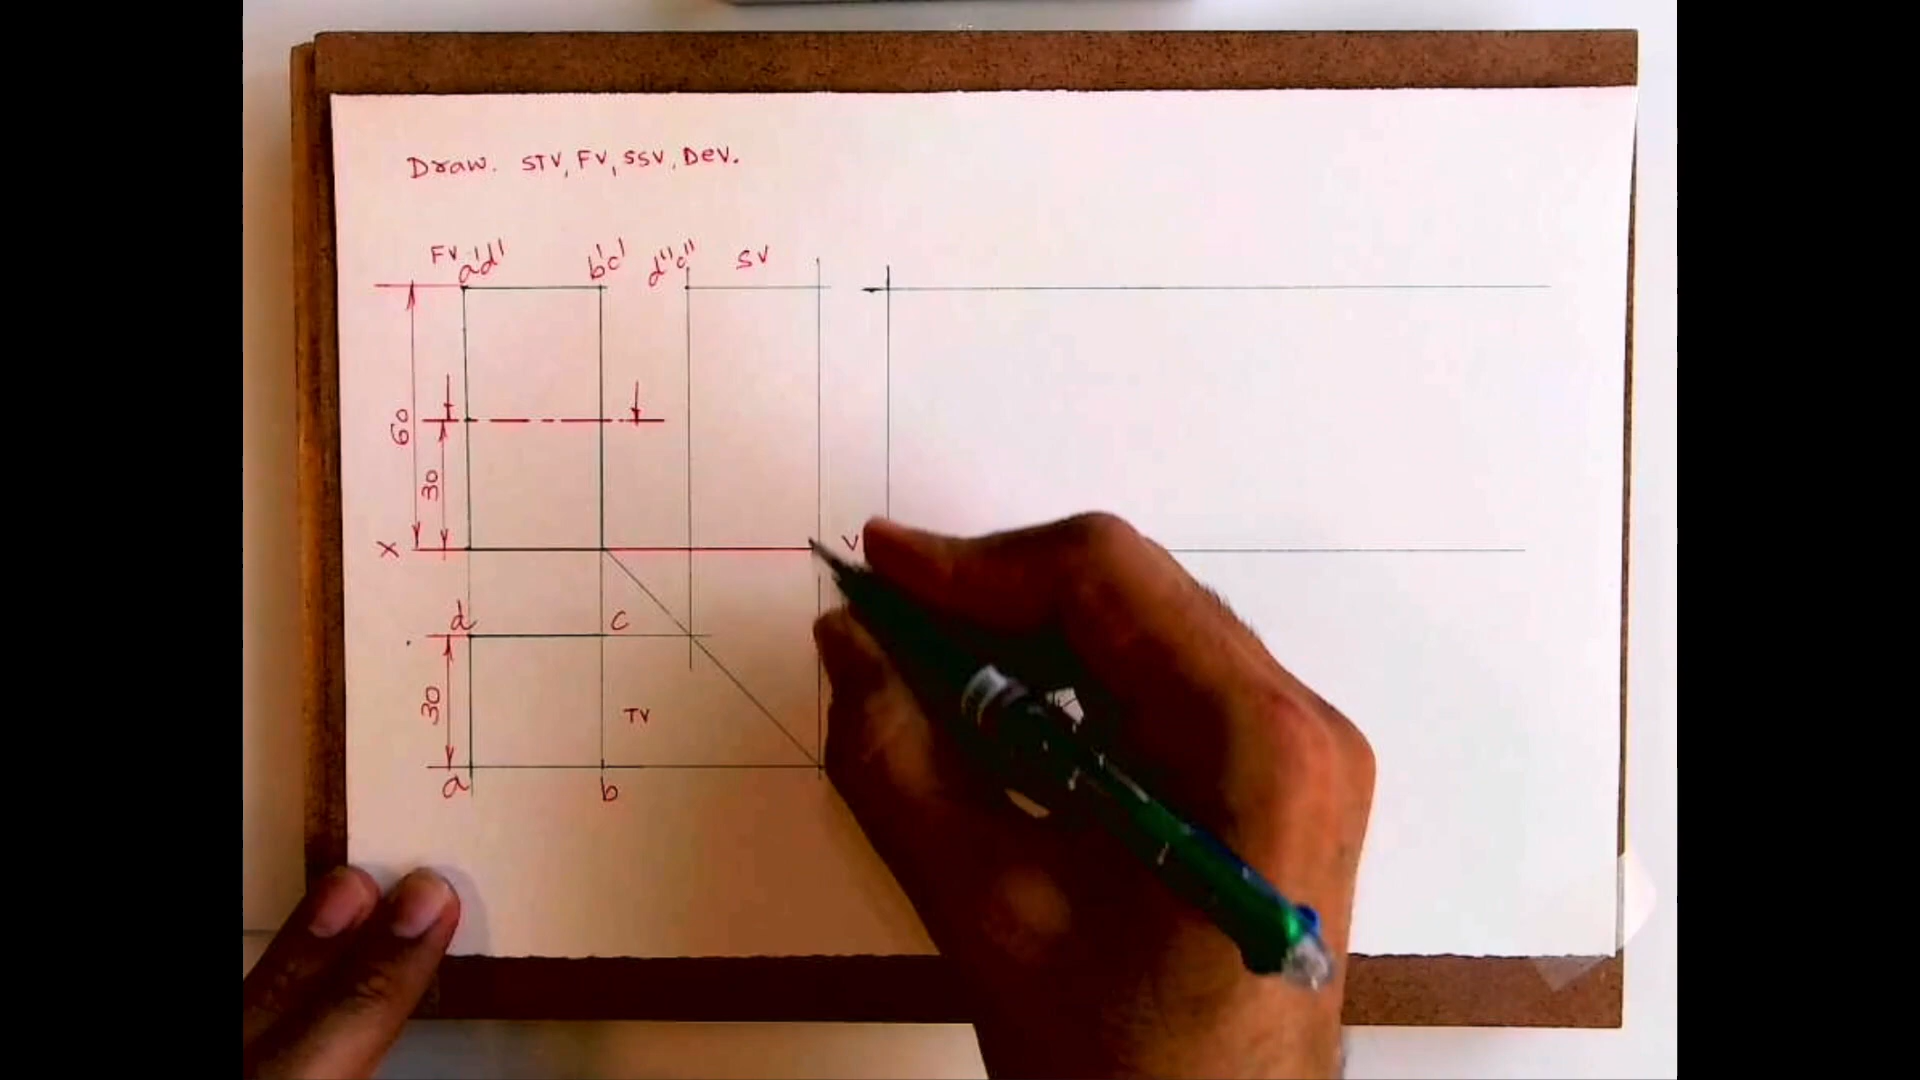 Draw. STV, FV, SSV, Dev.
FV a'd' b'c' d''c'' SV
60
30
X Y
d c
30
TV
a b